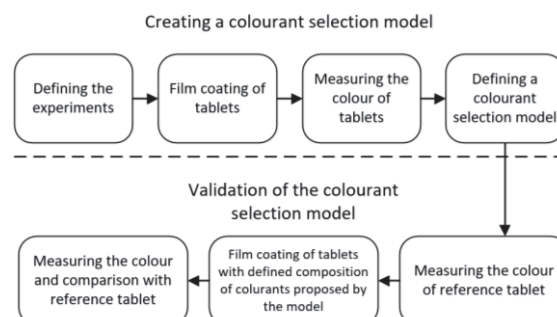 Creating a colourant selection model
Defining the
experiments
Film coating of
tablets
Measuring the
colour of
tablets
Defining a
colourant
selection model
Validation of the colourant
selection model
Measuring the colour
and comparison with
reference tablet
Film coating of tablets
with defined composition
of colurants proposed by
the model
Measuring the colour
of reference tablet